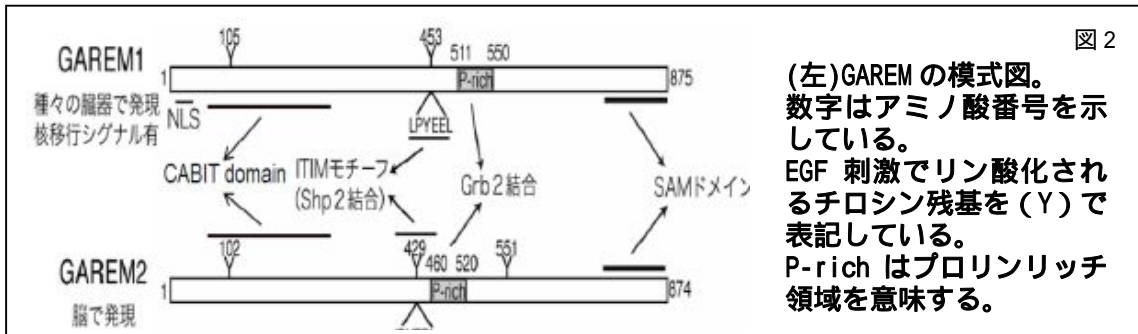 図2
105
453
511 550
GAREM1
1
P-rich
875
種々の臓器で発現
核移行シグナル有
NLS
LPYEEL
CABIT domain
ITIMモチーフ
(Shp2結合)
Grb2結合
SAMドメイン
102
429
460 520
551
GAREM2
1
P-rich
874
脳で発現
(左)GAREMの模式図。
数字はアミノ酸番号を示
している。
EGF 刺激でリン酸化され
るチロシン残基を(Y)で
表記している。
P-rich はプロリンリッチ
領域を意味する。